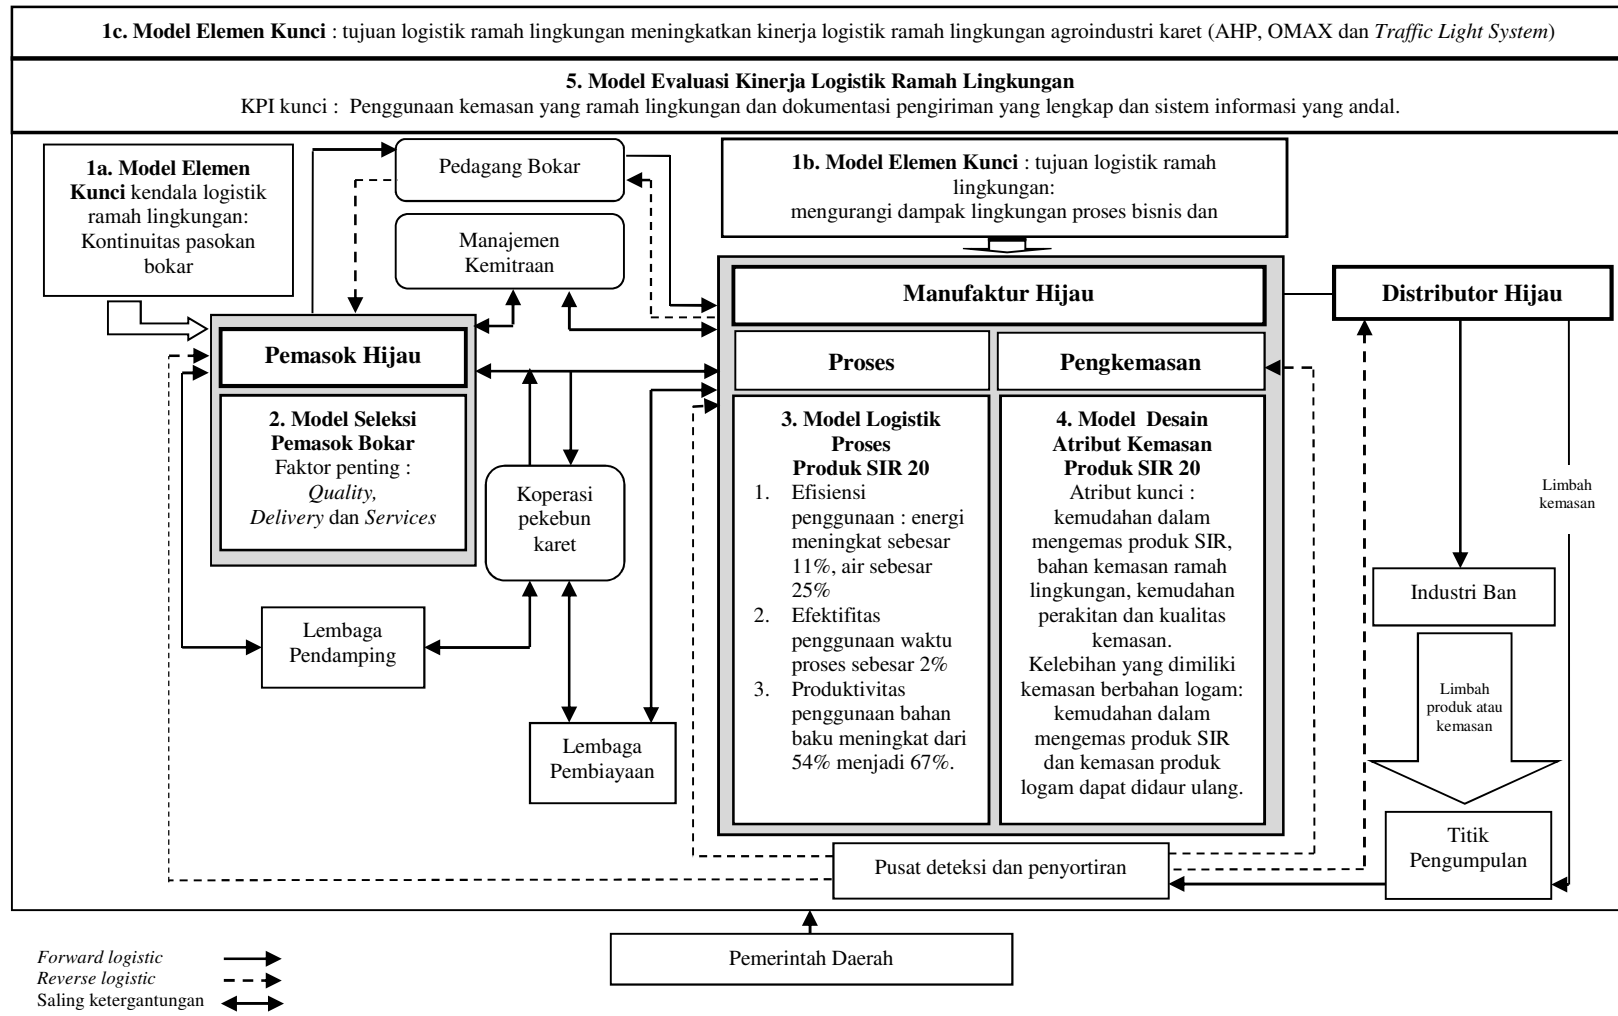 1c. Model Elemen Kunci : tujuan logistik ramah lingkungan meningkatkan kinerja logistik ramah lingkungan agroindustri karet (AHP, OMAX dan Traffic Light System)
5. Model Evaluasi Kinerja Logistik Ramah Lingkungan
KPI kunci : Penggunaan kemasan yang ramah lingkungan dan dokumentasi pengiriman yang lengkap dan sistem informasi yang andal.
1a. Model Elemen
Kunci kendala logistik
ramah lingkungan:
Kontinuitas pasokan
bokar
Pedagang Bokar
Manajemen
Kemitraan
1b. Model Elemen Kunci : tujuan logistik ramah
lingkungan:
mengurangi dampak lingkungan proses bisnis dan
Pemasok Hijau
2. Model Seleksi
Pemasok Bokar
Faktor penting :
Quality,
Delivery dan Services
Koperasi
pekebun
karet
Lembaga
Pendamping
Lembaga
Pembiayaan
Manufaktur Hijau
Proses
3. Model Logistik
Proses
Produk SIR 20
1. Efisiensi
penggunaan : energi
meningkat sebesar
11%, air sebesar
25%
2. Efektifitas
penggunaan waktu
proses sebesar 2%
3. Produktivitas
penggunaan bahan
baku meningkat dari
54% menjadi 67%.
Pengkemasan
4. Model Desain
Atribut Kemasan
Produk SIR 20
Atribut kunci :
kemudahan dalam
mengemas produk SIR,
bahan kemasan ramah
lingkungan, kemudahan
perakitan dan kualitas
kemasan.
Kelebihan yang dimiliki
kemasan berbahan logam:
kemudahan dalam
mengemas produk SIR
dan kemasan produk
logam dapat didaur ulang.
Distributor Hijau
Limbah
kemasan
Industri Ban
Limbah
produk atau
kemasan
Titik
Pengumpulan
Pusat deteksi dan penyortiran
Pemerintah Daerah
Forward logistic
Reverse logistic
Saling ketergantungan